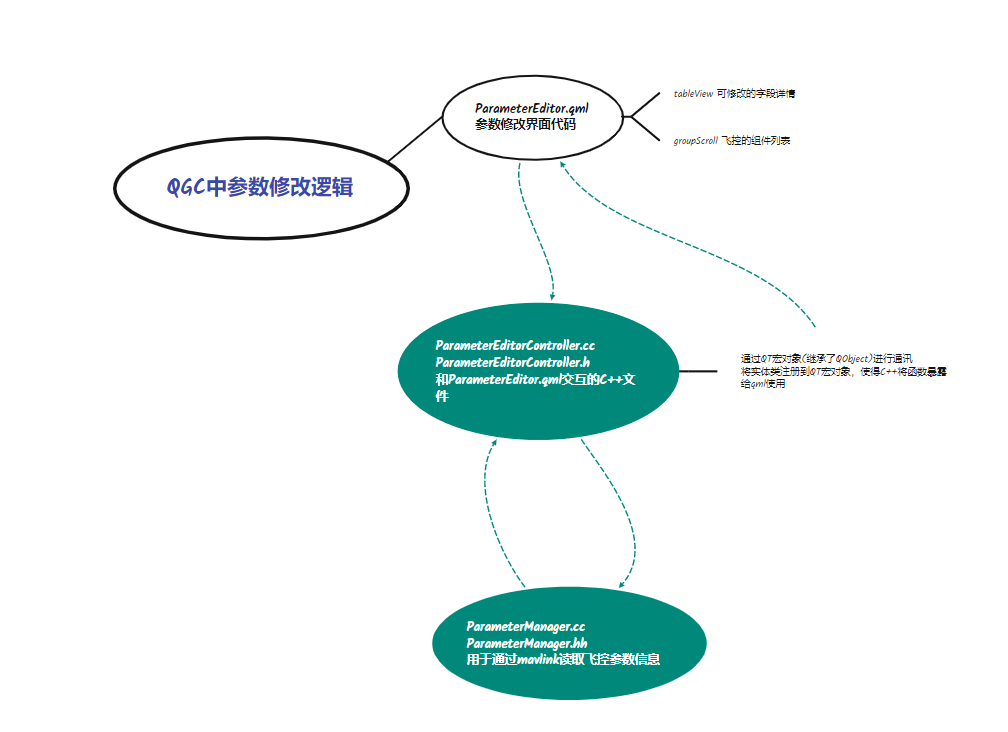 ParameterEditor.qml
参数修改界面代码
tableView 可修改的字段详情
groupScroll 飞控的组件列表
QGC中参数修改逻辑
ParameterEditorController.cc
ParameterEditorController.h
和ParameterEditor.qml交互的C++文
件
通过QT宏对象(继承了QObject)进行通讯
将实体类注册到QT宏对象，使得C++将函数暴露
给qml使用
ParameterManager.cc
ParameterManager.hh
用于通过mavlink读取飞控参数信息